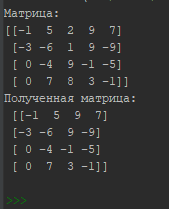 Матрица:
[[-1  5  2  9  7]
 [-3 -6  1  9 -9]
 [ 0 -4  9 -1 -5]
 [ 0  7  8  3 -1]]
Полученная матрица:
 [[-1  5  9  7]
 [-3 -6  9 -9]
 [ 0 -4 -1 -5]
 [ 0  7  3 -1]]
>>>